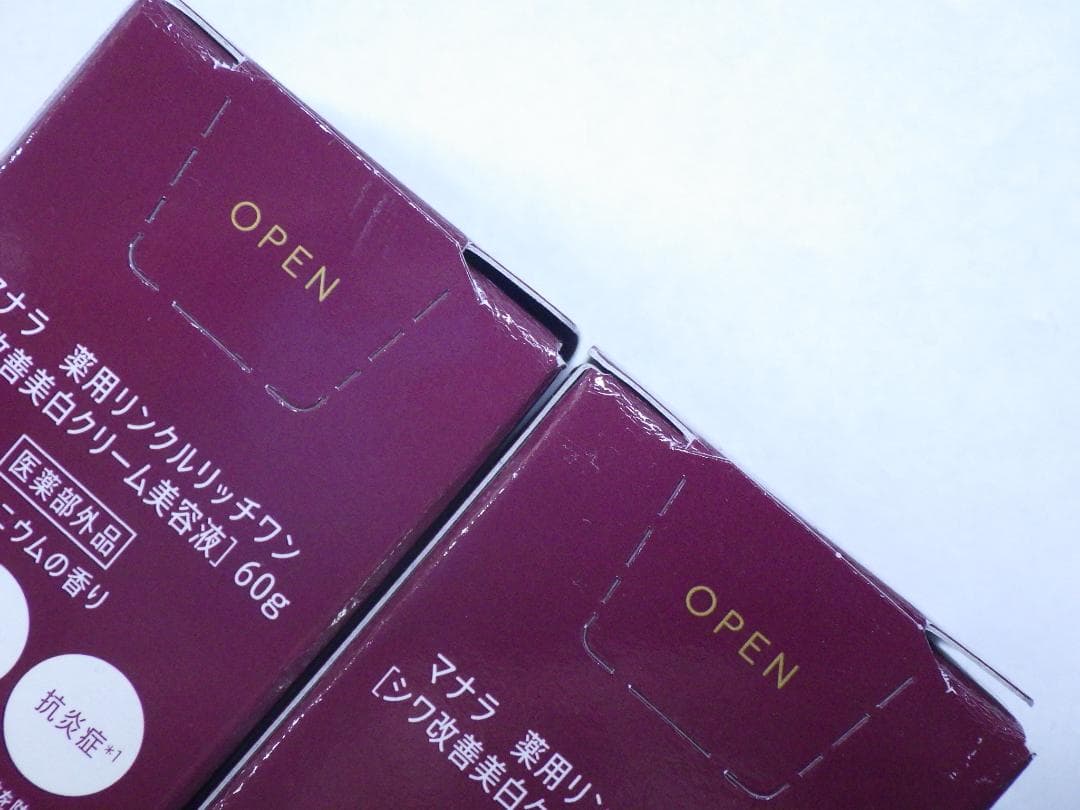 OPEN
マナラ 薬用リンクルリッチワン
改善美白クリーム美容液] 60g
医薬部外品
ニウムの香り
抗炎症*1
OPEN
マナラ 薬用リン
[シワ改善美白ク